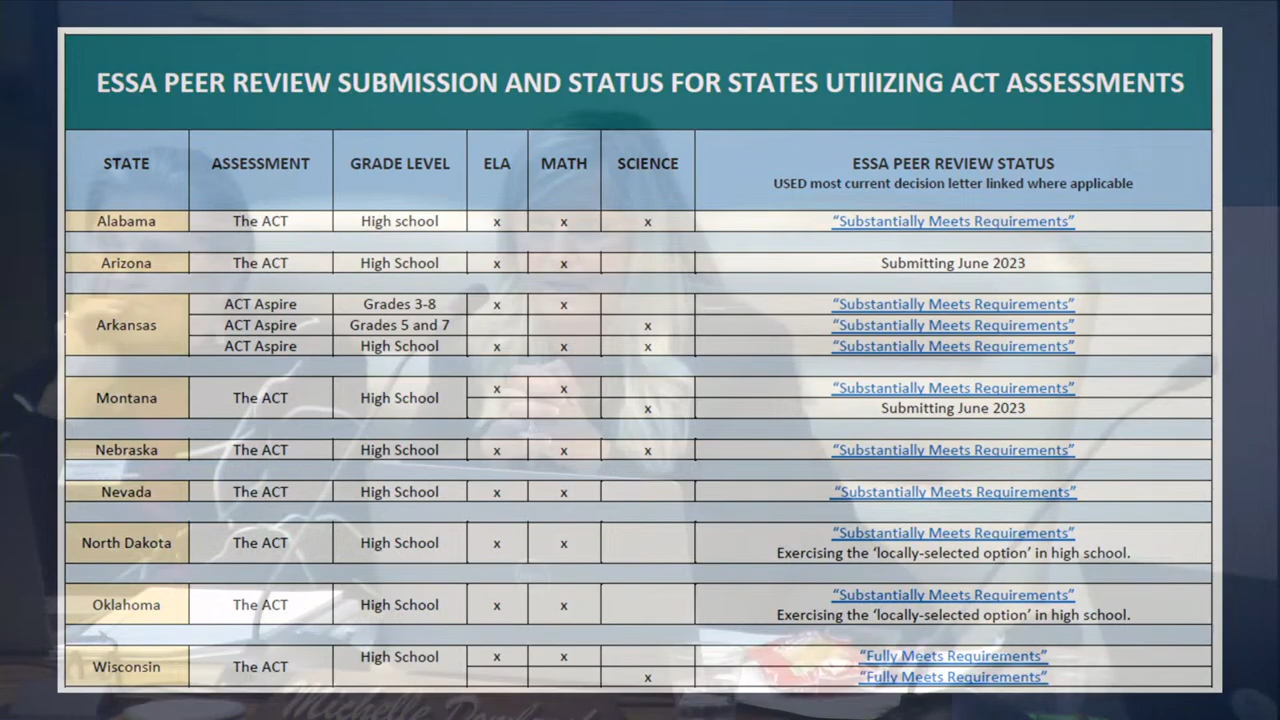 ESSA PEER REVIEW SUBMISSION AND STATUS FOR STATES UTIlIZING ACT ASSESSMENTS
STATE ASSESSMENT GRADE LEVEL ELA MATH SCIENCE ESSA PEER REVIEW STATUS
USED most current decision letter linked where applicable
Alabama The ACT High school x x x “Substantially Meets Requirements”
Arizona The ACT High School x x Submitting June 2023
Arkansas ACT Aspire Grades 3-8 x x “Substantially Meets Requirements”
ACT Aspire Grades 5 and 7 x “Substantially Meets Requirements”
ACT Aspire High School x x x “Substantially Meets Requirements”
Montana The ACT High School x x “Substantially Meets Requirements”
x Submitting June 2023
Nebraska The ACT High School x x x “Substantially Meets Requirements”
Nevada The ACT High School x x “Substantially Meets Requirements”
North Dakota The ACT High School x x “Substantially Meets Requirements”
Exercising the ‘locally-selected option’ in high school.
Oklahoma The ACT High School x x “Substantially Meets Requirements”
Exercising the ‘locally-selected option’ in high school.
Wisconsin The ACT High School x x “Fully Meets Requirements”
x “Fully Meets Requirements”
Michelle